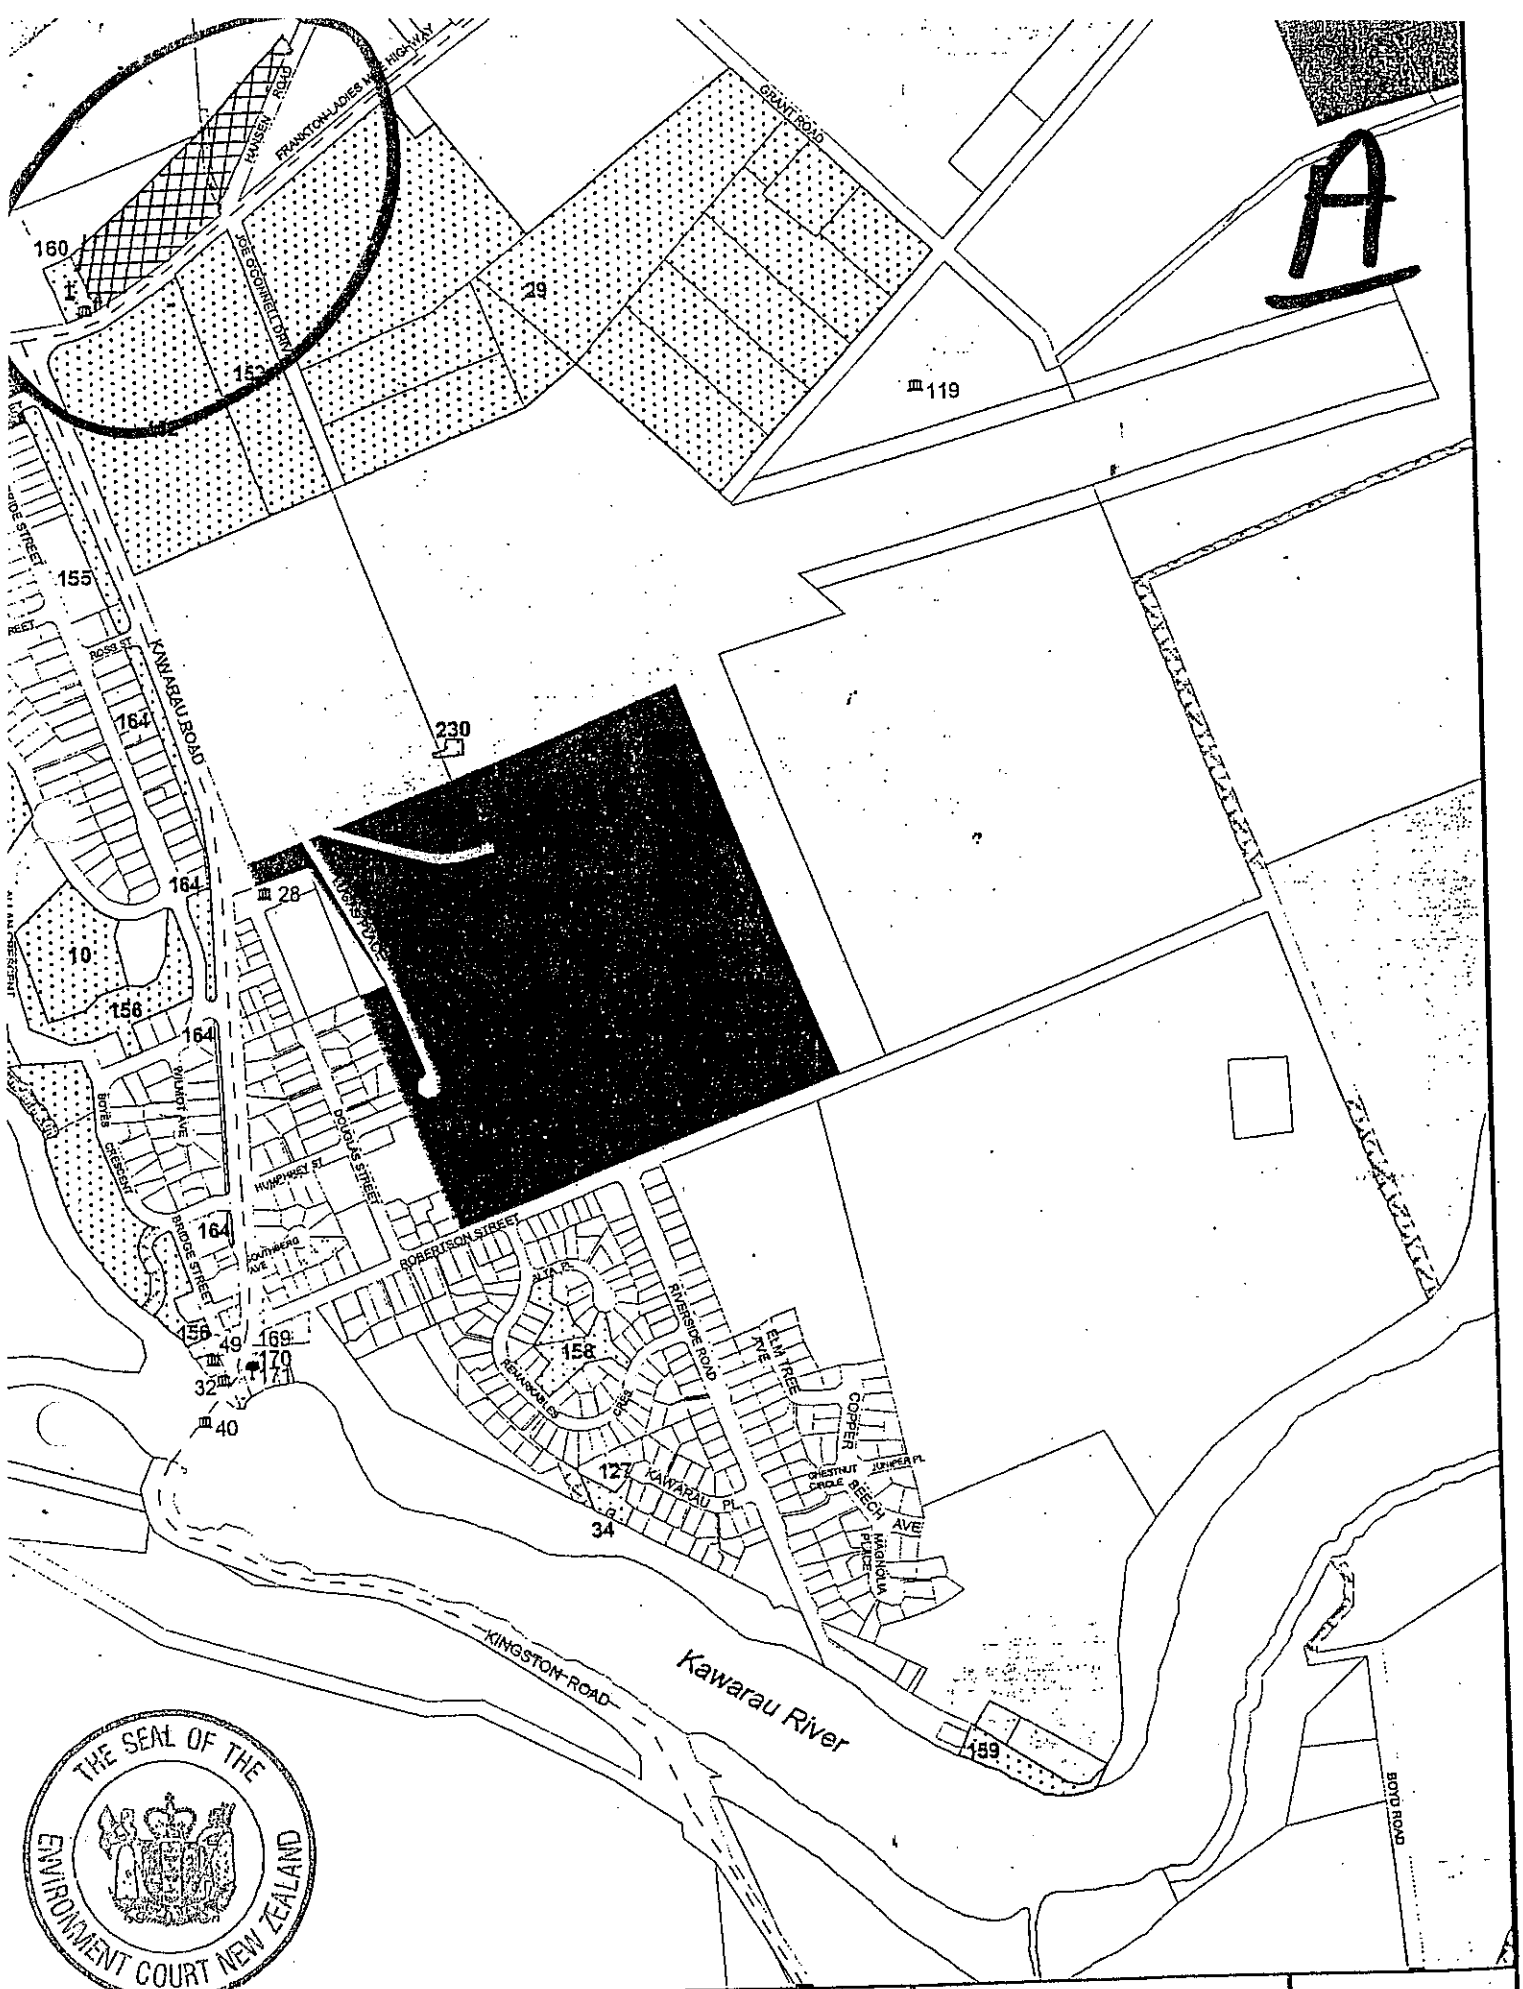 HANSEN ROAD
FRANKTON-LADIES MILE HIGHWAY
GRANT ROAD
A
160
JOE O'CONNELL DRIVE
29
153
119
152
155
ROSS ST
KAWARAU ROAD
164
230
164
28
LUCAS PLACE
10
156
164
WILMOT AVE
BOYES CRESCENT
DOUGLAS STREET
HUMPHREY ST
164
BRIDGE STREET
SOUTHBERG AVE
ROBERTSON STREET
ALTA PL
RIVERSIDE ROAD
156
49
169
170
171
32
40
158
REMARKABLES CRES
ELM TREE AVE
COPPER BEECH AVE
CHESTNUT CIRCLE
JUNIPER PL
127
KAWARAU PL
34
MAGNOLIA PLACE
KINGSTON ROAD
Kawarau River
159
BOYD ROAD
THE SEAL OF THE
ENVIRONMENT COURT NEW ZEALAND